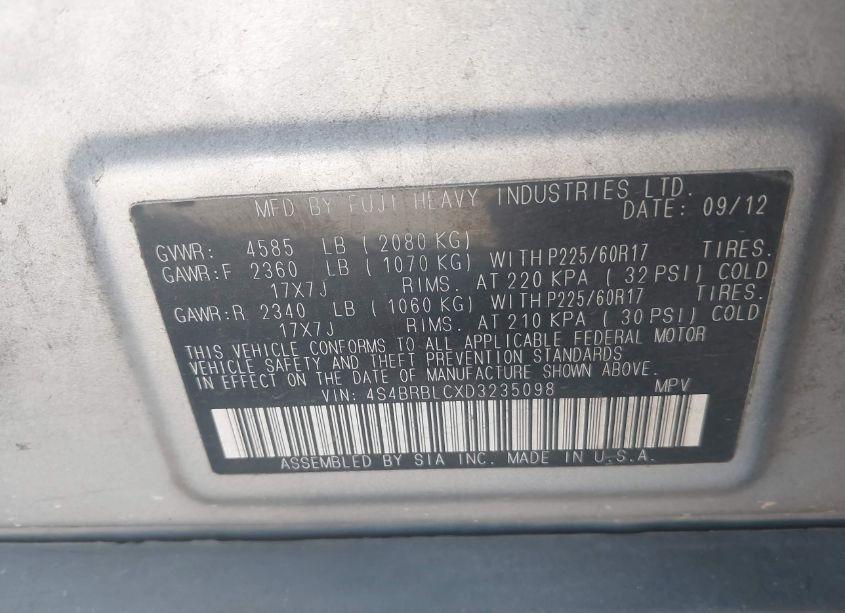 MFD BY FUJI HEAVY INDUSTRIES LTD.
DATE: 09/12
GVWR: 4585 LB ( 2080 KG)
GAWR:F 2360 LB ( 1070 KG) WITH P225/60R17 TIRES.
17X7J RIMS. AT 220 KPA ( 32 PSI) COLD
GAWR:R 2340 LB ( 1060 KG) WITH P225/60R17 TIRES.
17X7J RIMS. AT 210 KPA ( 30 PSI) COLD
THIS VEHICLE CONFORMS TO ALL APPLICABLE FEDERAL MOTOR
VEHICLE SAFETY AND THEFT PREVENTION STANDARDS
IN EFFECT ON THE DATE OF MANUFACTURE SHOWN ABOVE.
VIN: 4S4BRBLCXD3235098 MPV
ASSEMBLED BY SIA INC. MADE IN U.S.A.